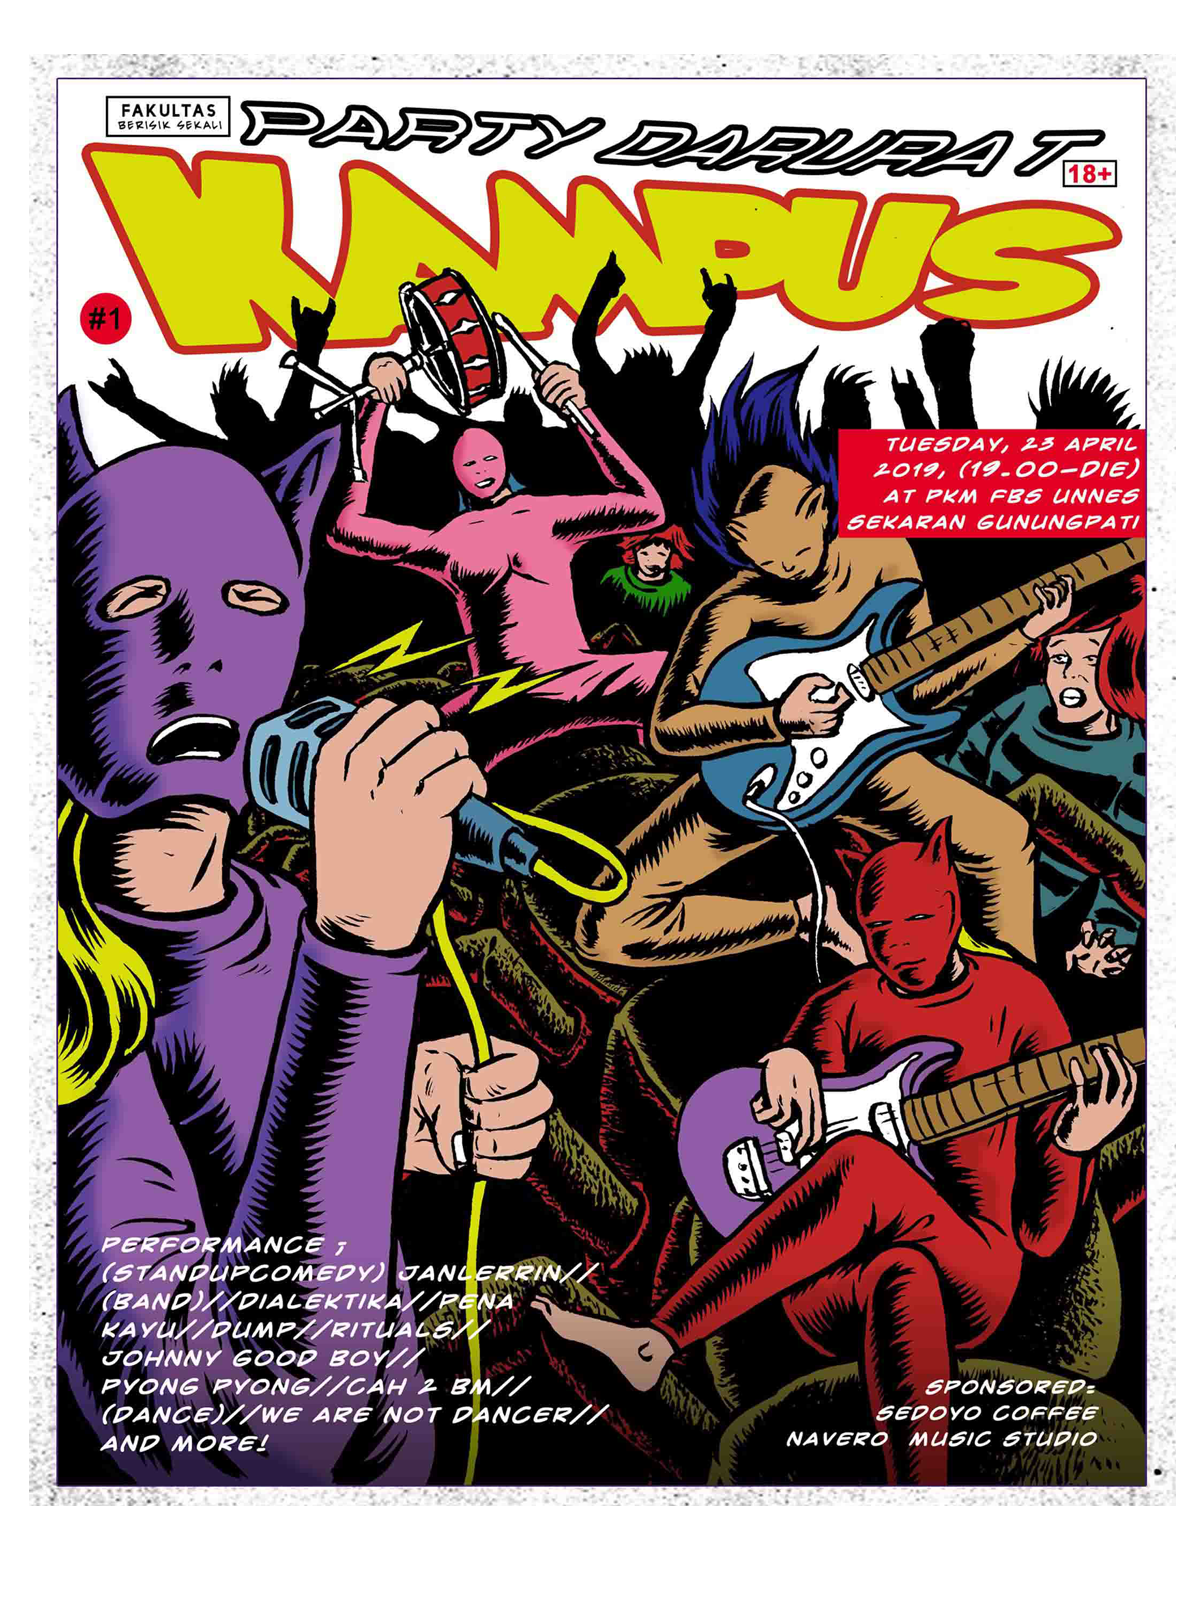 FAKULTAS
BERISIK SEKALI
PARTY DARURAT
18+
KAMPUS
#1
TUESDAY, 23 APRIL
2019, (19.00-DIE)
AT PKM FBS UNNES
SEKARAN GUNUNGPATI
PERFORMANCE ;
(STANDUPCOMEDY) JANLERRIN//
(BAND)//DIALEKTIKA//PENA
KAYU//DUMP//RITUALS//
JOHNNY GOOD BOY//
PYONG PYONG//CAH 2 BM//
(DANCE)//WE ARE NOT DANCER//
AND MORE!
SPONSORED:
SEDOYO COFFEE
NAVERO MUSIC STUDIO